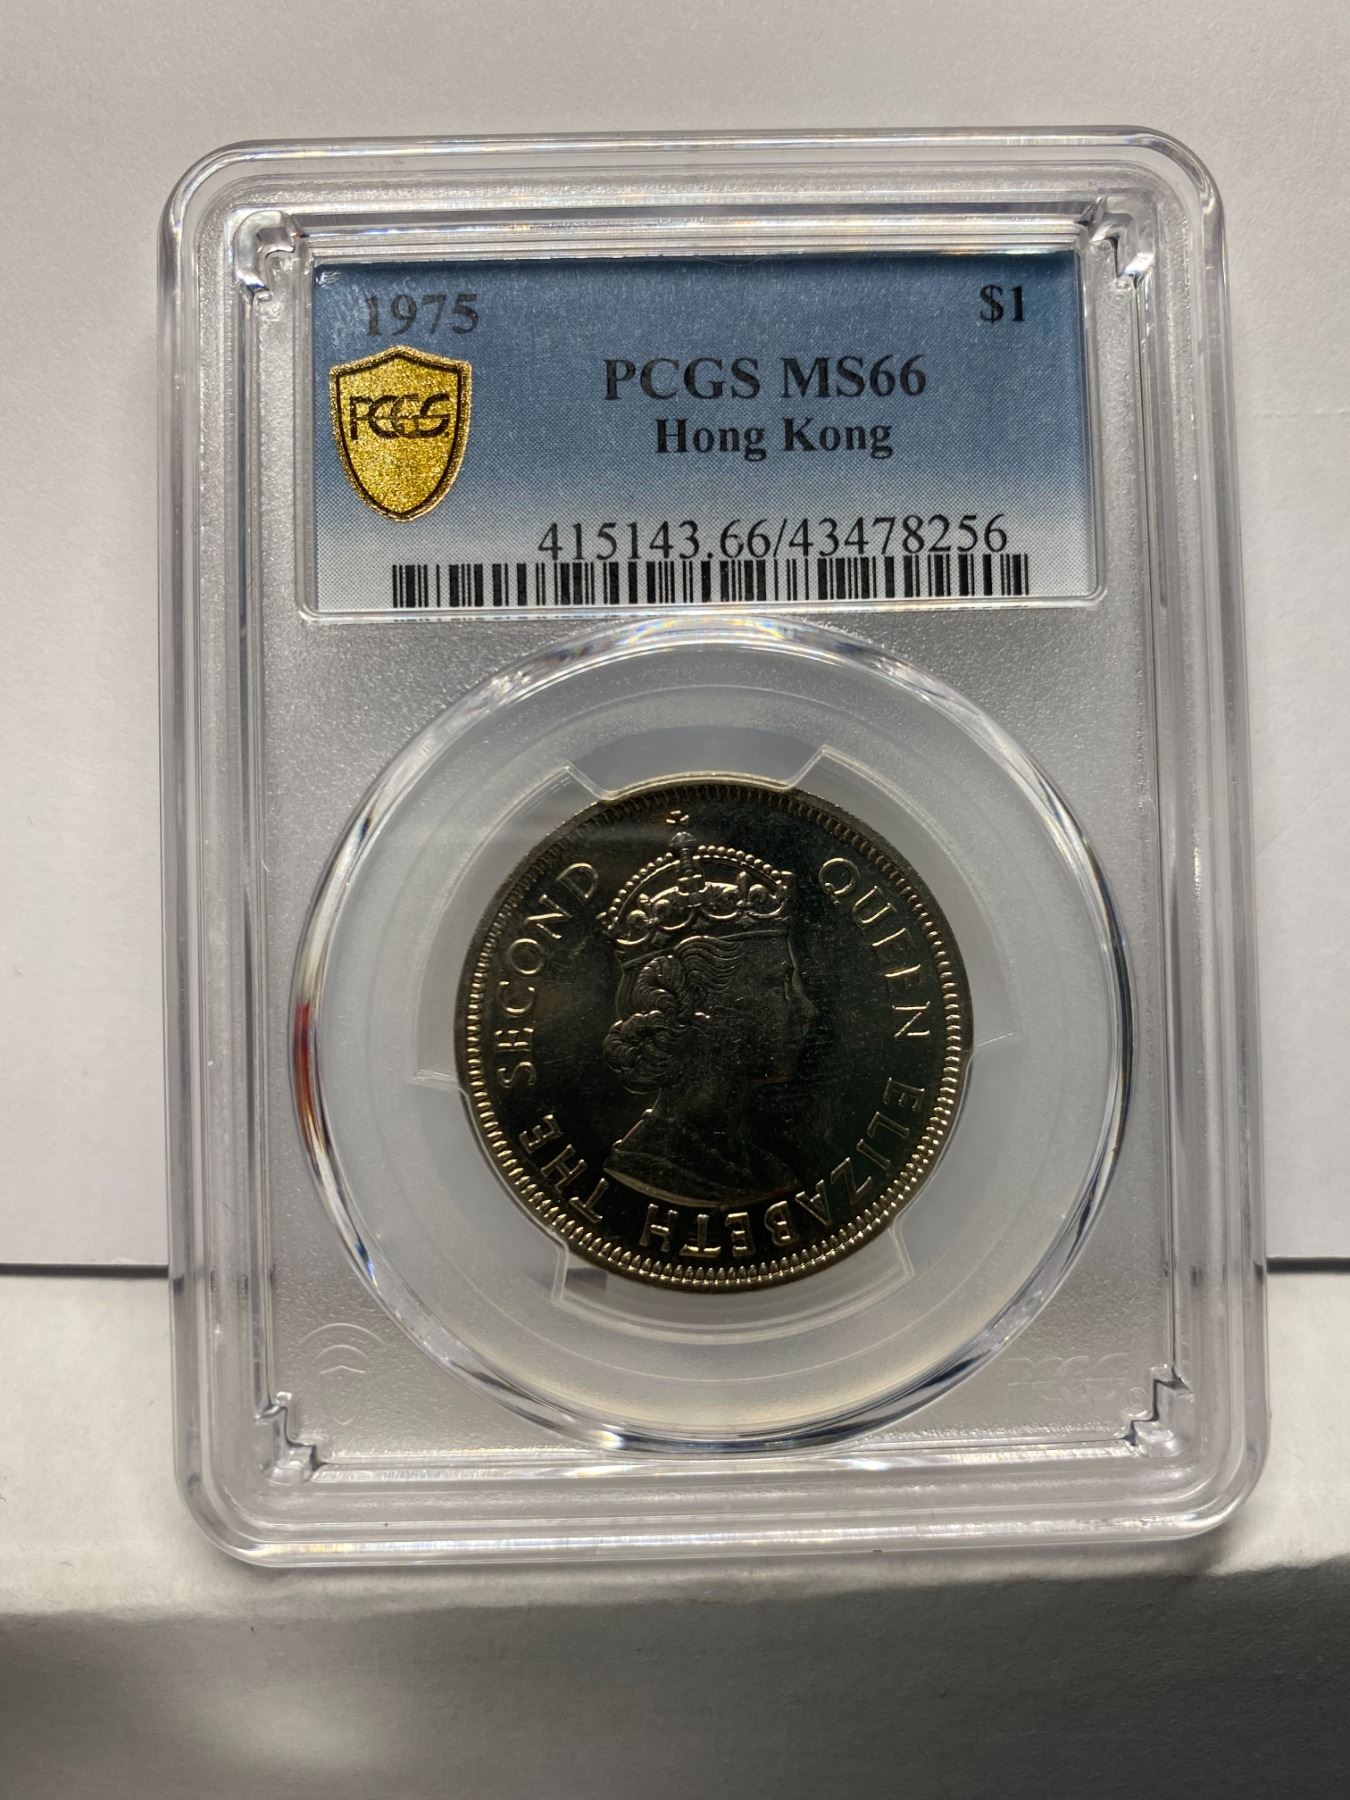 1975 $1
PCGS MS66
PCGS
Hong Kong
415143.66/43478256
QUEEN ELIZABETH THE SECOND